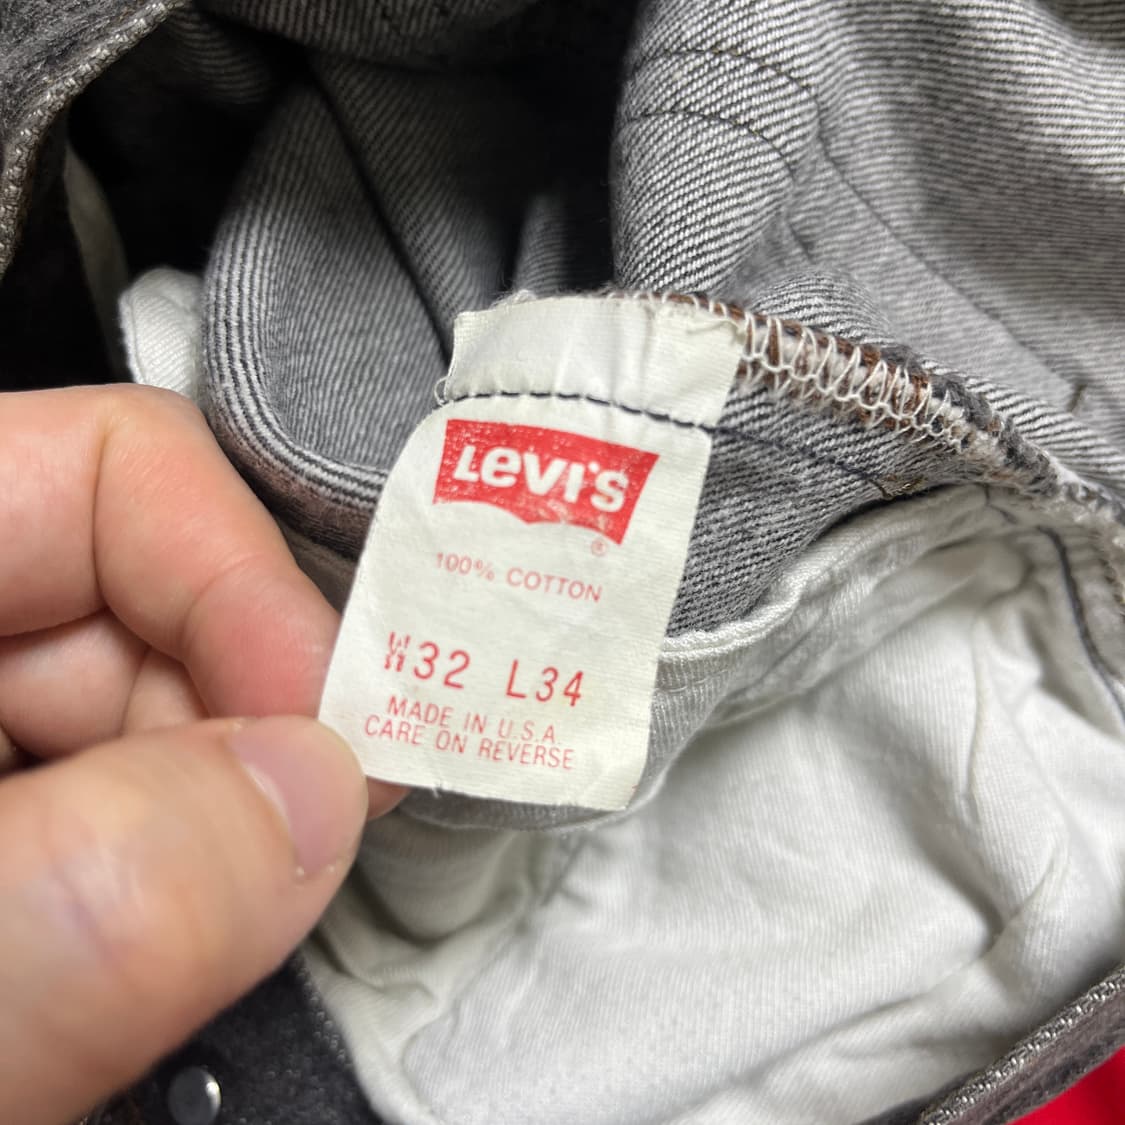 LEVI'S
®
100% COTTON
W32 L34
MADE IN U.S.A.
CARE ON REVERSE